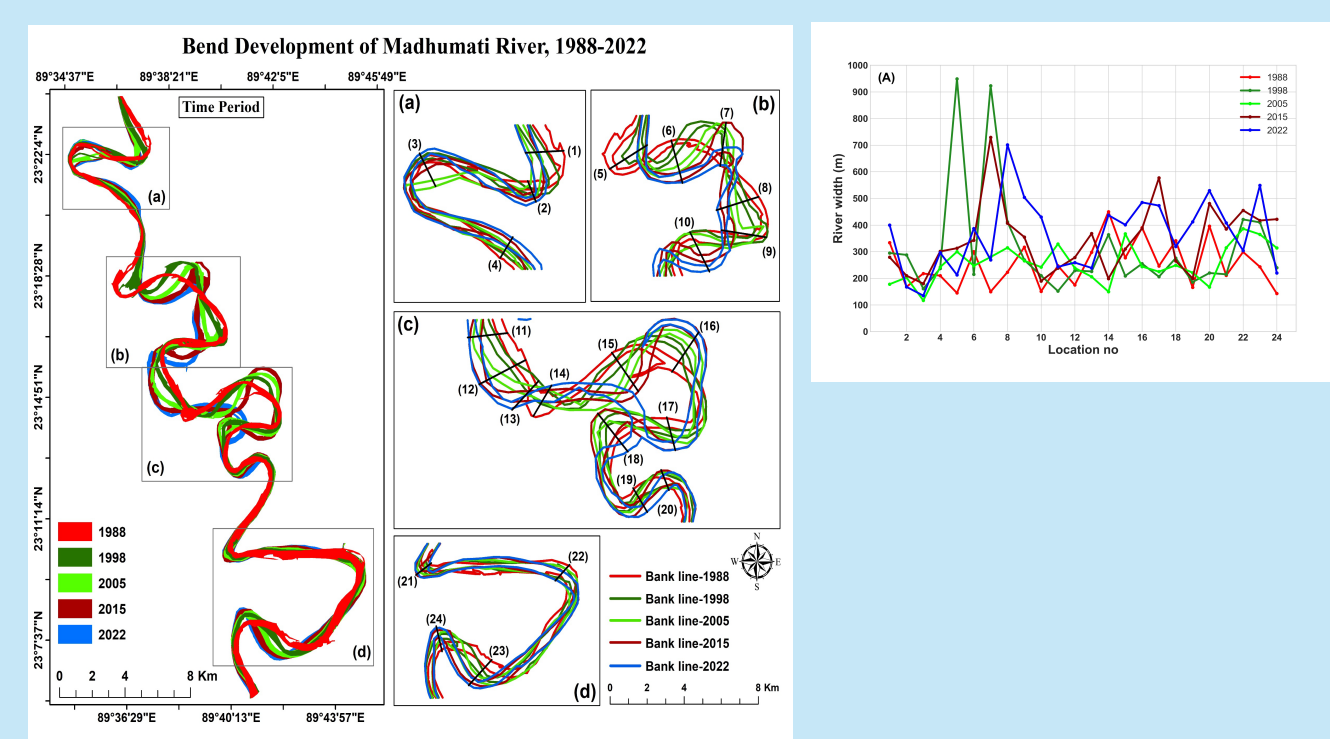 Bend Development of Madhumati River, 1988-2022
89°34'37"E 89°38'21"E 89°42'5"E 89°45'49"E
Time Period
23°22'4"N
23°18'28"N
23°14'51"N
23°11'14"N
23°7'37"N
(a)
(b)
(c)
(d)
1988
1998
2005
2015
2022
0 2 4 8 Km
89°36'29"E 89°40'13"E 89°43'57"E
(a)
(1)
(2)
(3)
(4)
(b)
(5)
(6)
(7)
(8)
(9)
(10)
(c)
(11)
(12)
(13)
(14)
(15)
(16)
(17)
(18)
(19)
(20)
(d)
(21)
(22)
(23)
(24)
N
W E
S
Bank line-1988
Bank line-1998
Bank line-2005
Bank line-2015
Bank line-2022
0 2 4 8 Km
(A)
1988
1998
2005
2015
2022
River width (m)
1000
900
800
700
600
500
400
300
200
100
0
2 4 6 8 10 12 14 16 18 20 22 24
Location no